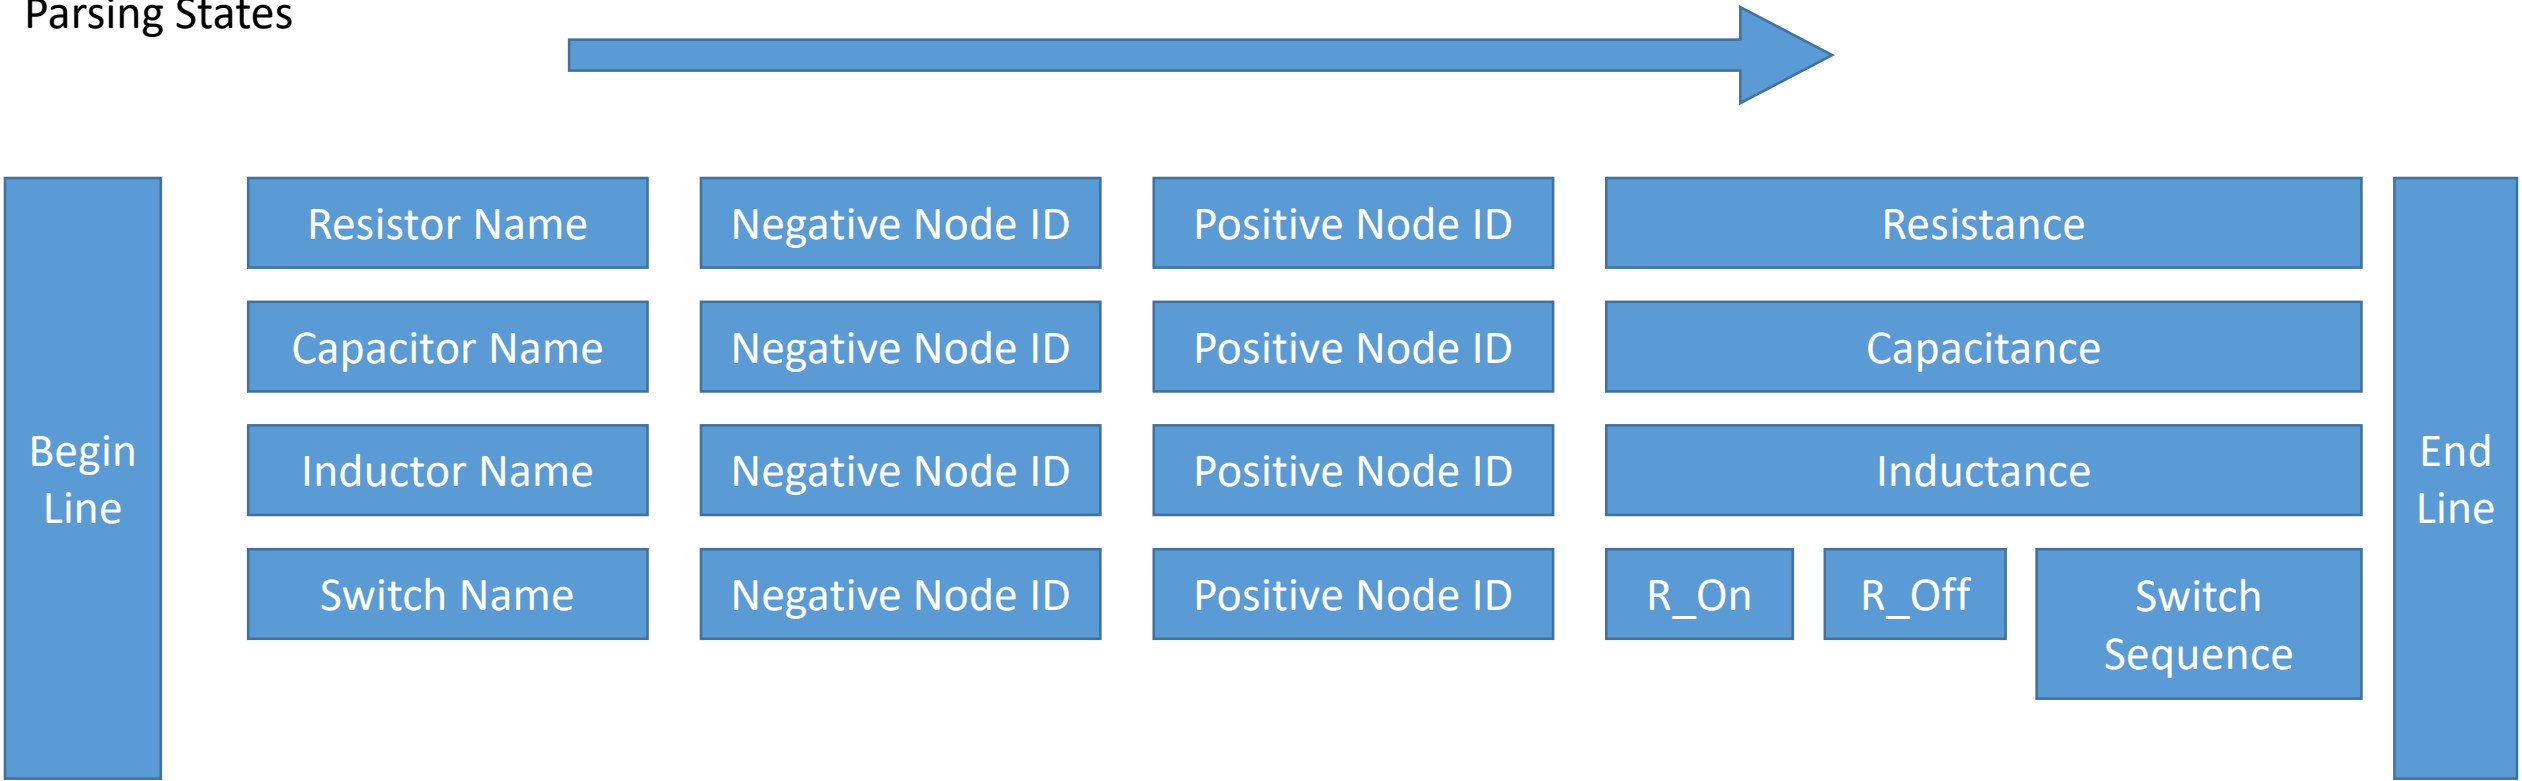 Parsing States
Resistor Name
Negative Node ID
Positive Node ID
Resistance
Capacitor Name
Negative Node ID
Positive Node ID
Capacitance
Begin
Line
Inductor Name
Negative Node ID
Positive Node ID
Inductance
End
Line
Switch Name
Negative Node ID
Positive Node ID
R_On
R_Off
Switch
Sequence